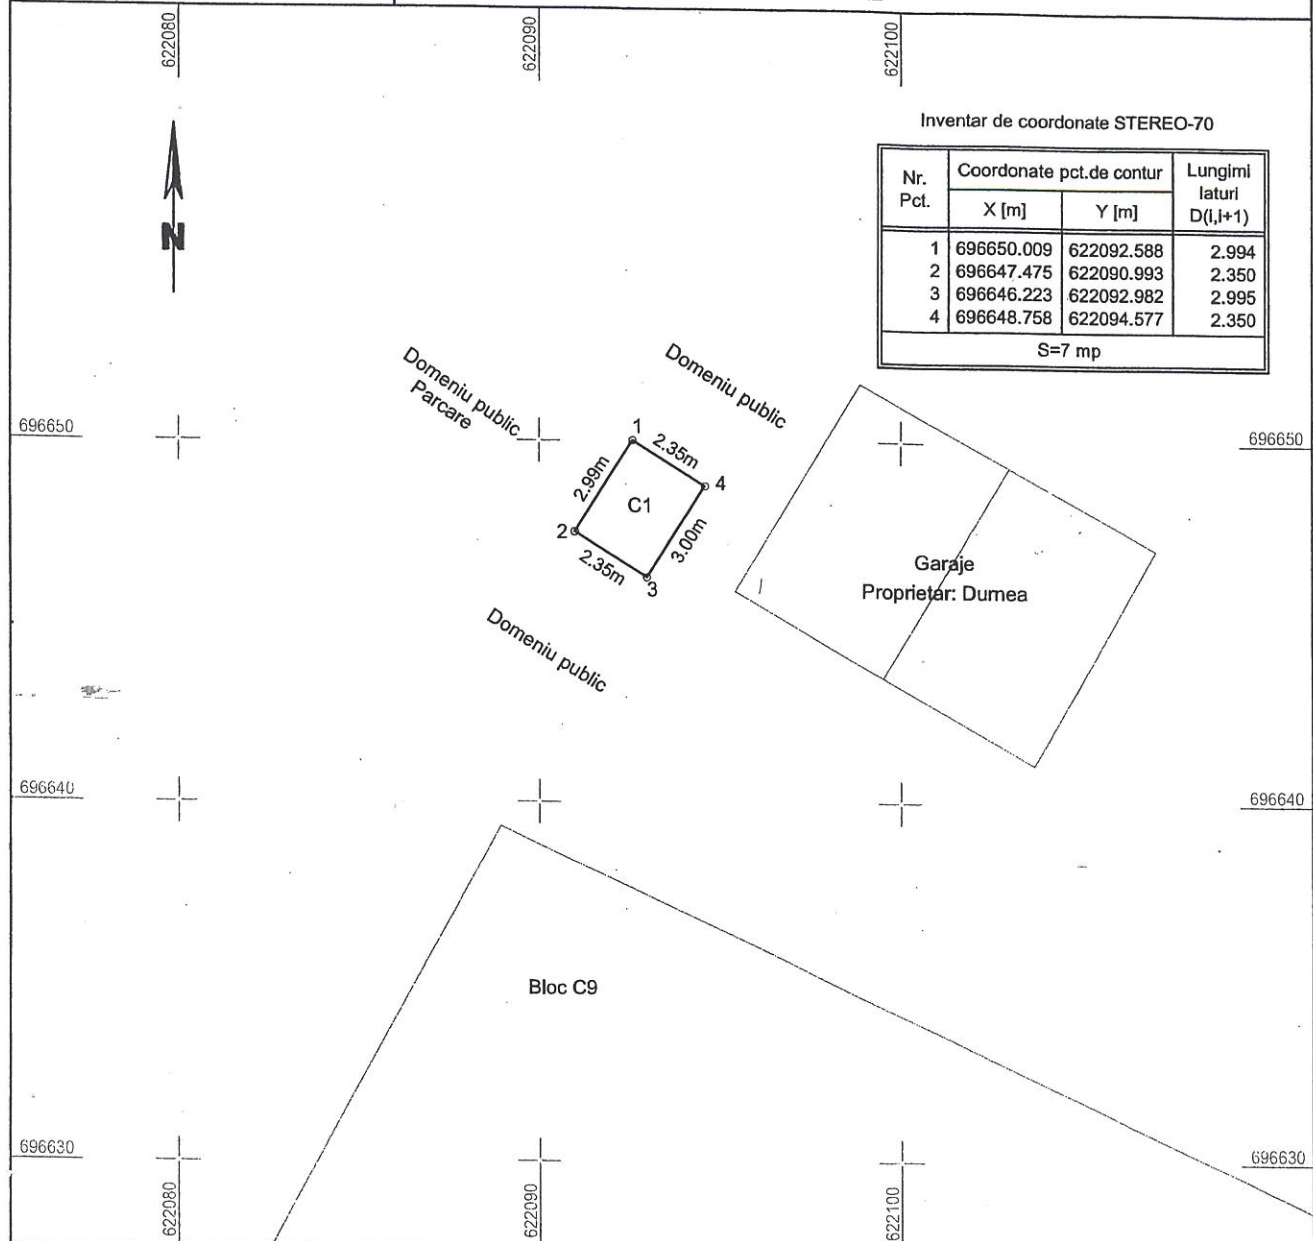 622080
622090
622100
Inventar de coordonate STEREO-70
Nr. Pct. Coordonate pct.de contur Lungimi laturi D(i,i+1)
X [m] Y [m]
1 696650.009 622092.588 2.994
2 696647.475 622090.993 2.350
3 696646.223 622092.982 2.995
4 696648.758 622094.577 2.350
S=7 mp
N
Domeniu public
Parcare
Domeniu public
696650
696650
1
2.35m
4
2.99m
C1
3.00m
2
2.35m
3
Garaje
Proprietar: Durnea
Domeniu public
696640
696640
Bloc C9
696630
696630
622080
622090
622100